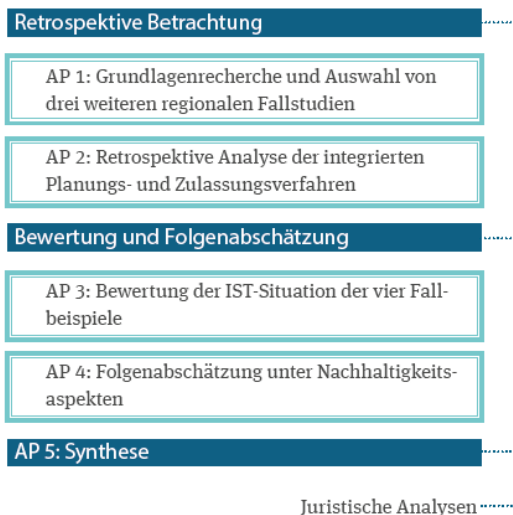 Retrospektive Betrachtung
AP 1: Grundlagenrecherche und Auswahl von
drei weiteren regionalen Fallstudien
AP 2: Retrospektive Analyse der integrierten
Planungs- und Zulassungsverfahren
Bewertung und Folgenabschätzung
AP 3: Bewertung der IST-Situation der vier Fall-
beispiele
AP 4: Folgenabschätzung unter Nachhaltigkeits-
aspekten
AP 5: Synthese
Juristische Analysen